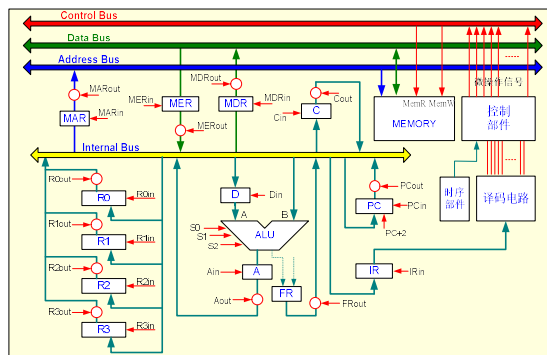 Control Bus
Data Bus
Address Bus
微操作信号
MARout
MAR
MARin
MERin
MER
MERout
MDRout
MDR
MDRin
Cout
C
Cin
MemR MemW
MEMORY
控制
部件
Internal Bus
R0out
R0
R0in
R1out
R1
R1in
R2out
R2
R2in
R3out
R3
R3in
D
Din
A
B
ALU
S0
S1
S2
Ain
A
Aout
FR
FRout
PCout
PC
PCin
PC+2
IR
IRin
时序
部件
译码电路